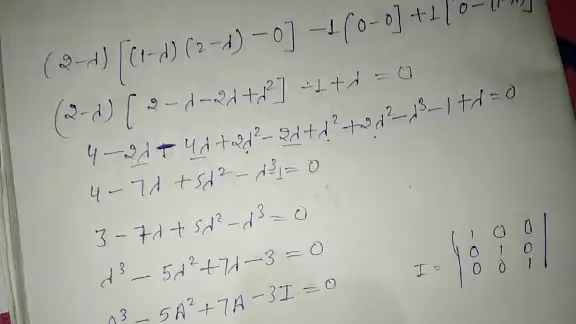 (2-λ) [(1-λ) (2-λ) -0] -1 (0-0] +1 [0-(1-λ)]
(2-λ) [ 2 - λ - 2λ + λ²] -1 + λ = 0
4 - 2λ - 4λ + 2λ² - 2λ + λ² + 2λ² - λ³ - 1 + λ = 0
4 - 7λ + 5λ² - λ³ -1 = 0
3 - 7λ + 5λ² - λ³ = 0
λ³ - 5λ² + 7λ - 3 = 0
A³ - 5A² + 7A - 3I = 0
I =
1 0 0
0 1 0
0 0 1